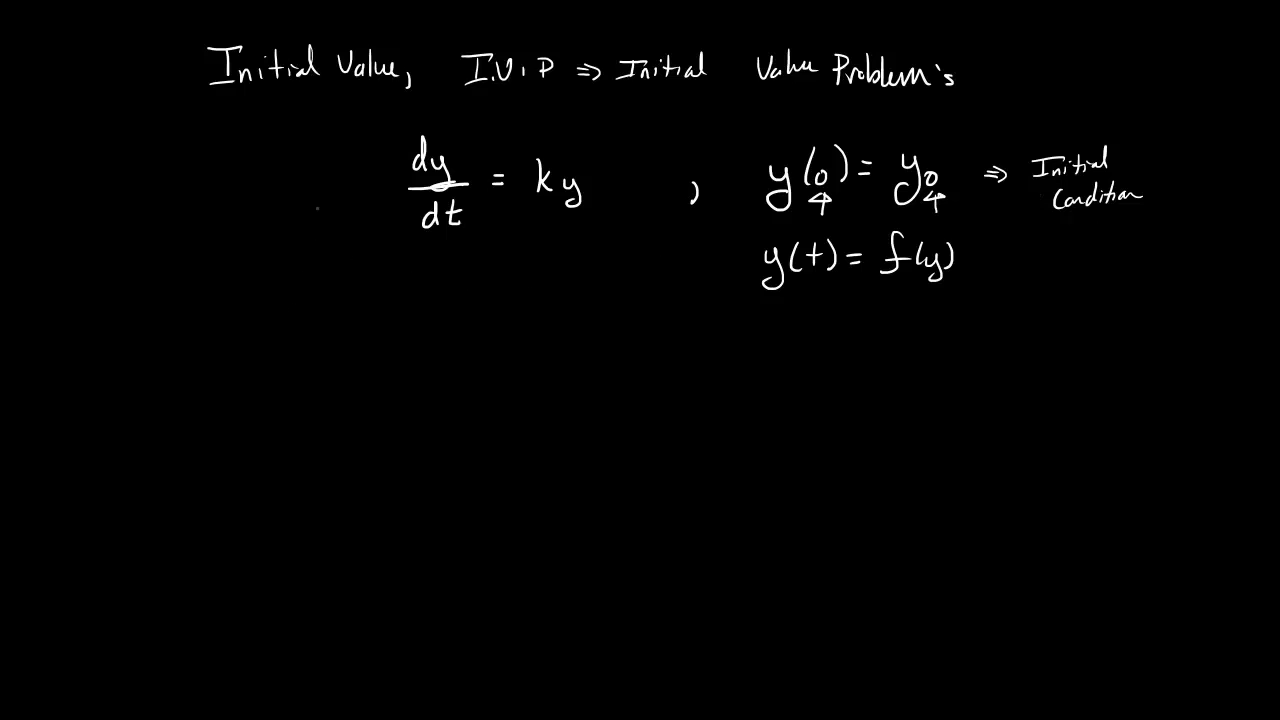 Initial Value, I.V.P ⇒ Initial Value Problem's
dy/dt = ky , y(0) = y₀ ⇒ Initial
Condition
y(t) = f(y)